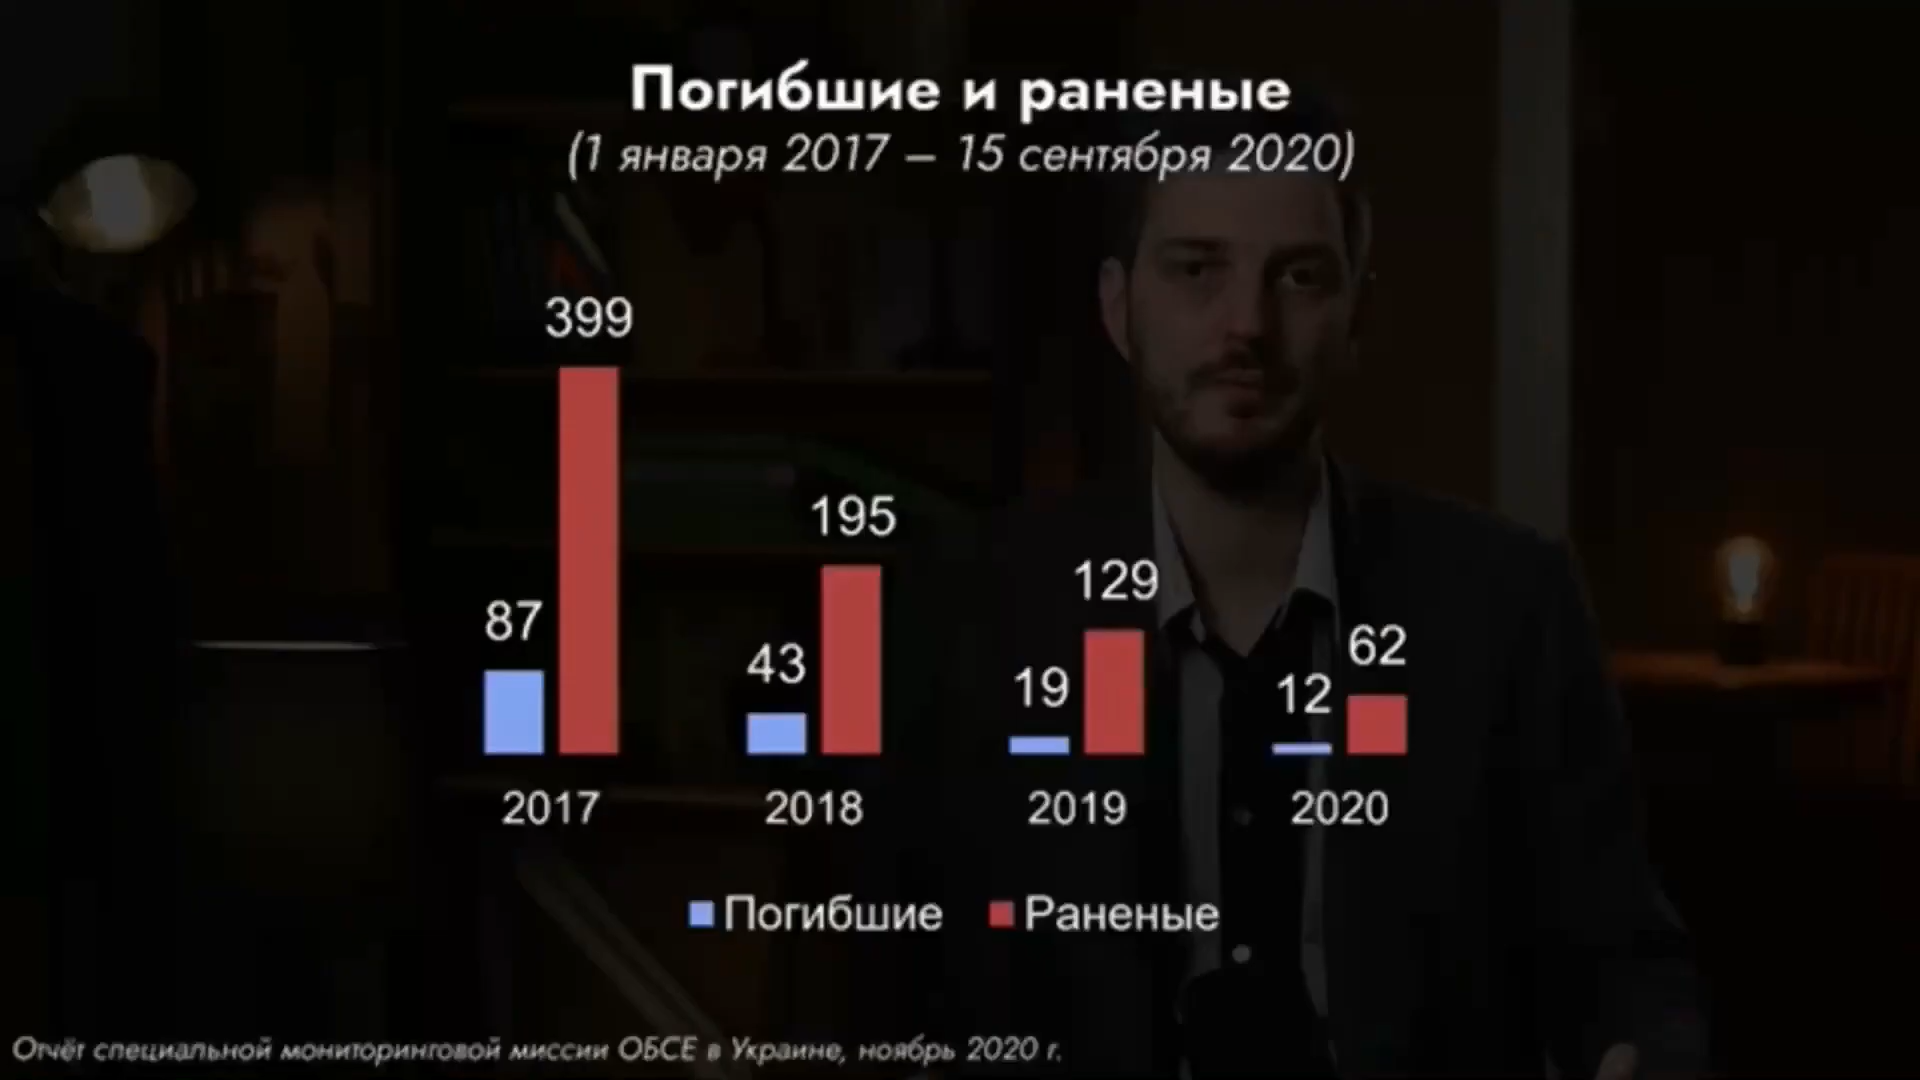 Погибшие и раненые
(1 января 2017 – 15 сентября 2020)
399
195
129
87
62
43
19
12
2017 2018 2019 2020
Погибшие Раненые
Отчёт специальной мониторинговой миссии ОБСЕ в Украине, ноябрь 2020 г.